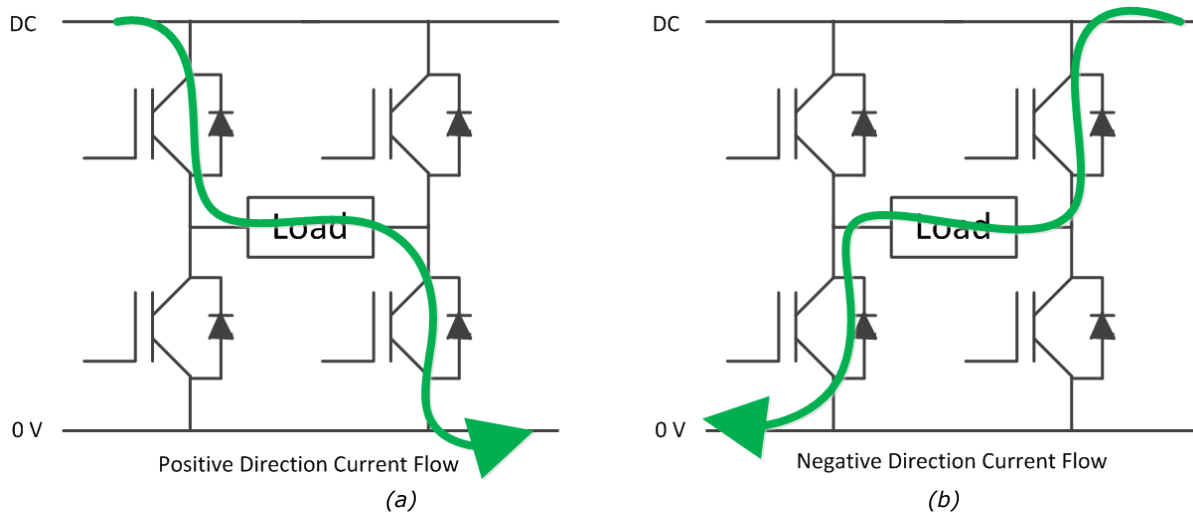 DC
Load
0 V
Positive Direction Current Flow
(a)
DC
Load
0 V
Negative Direction Current Flow
(b)